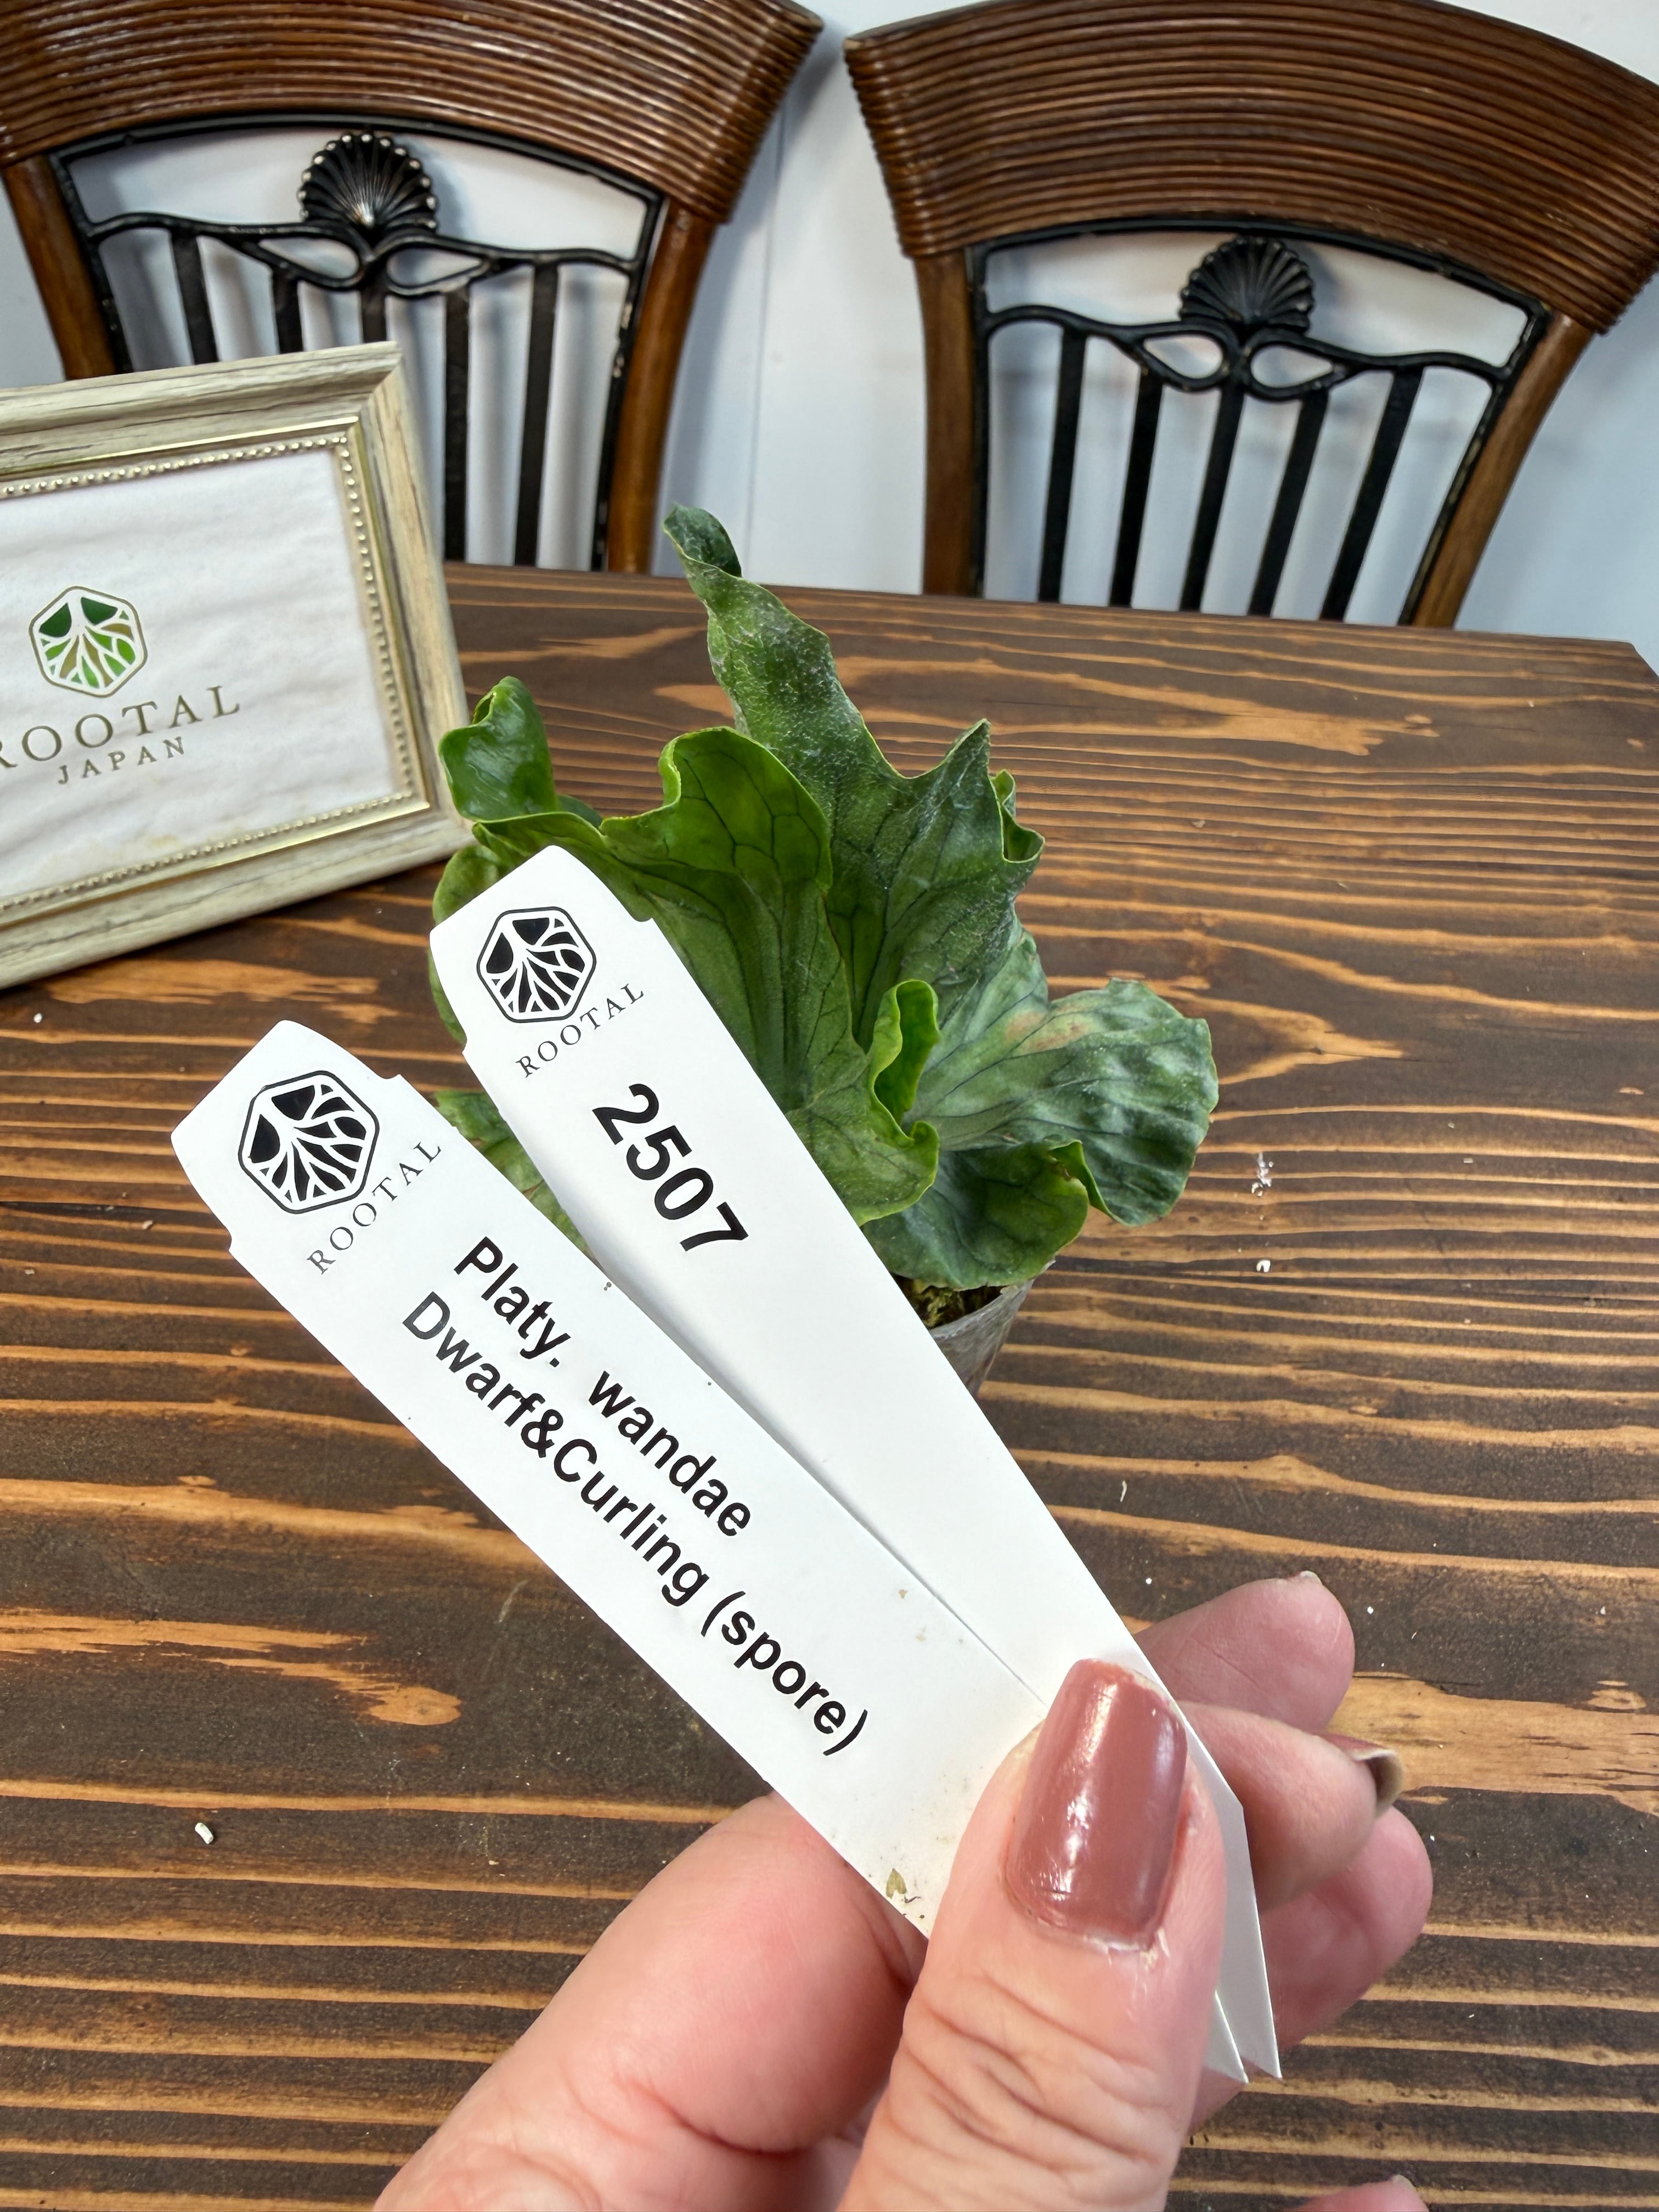 ROOTAL
JAPAN
ROOTAL
2507
ROOTAL
Platy. wandae
Dwarf&Curling (spore)